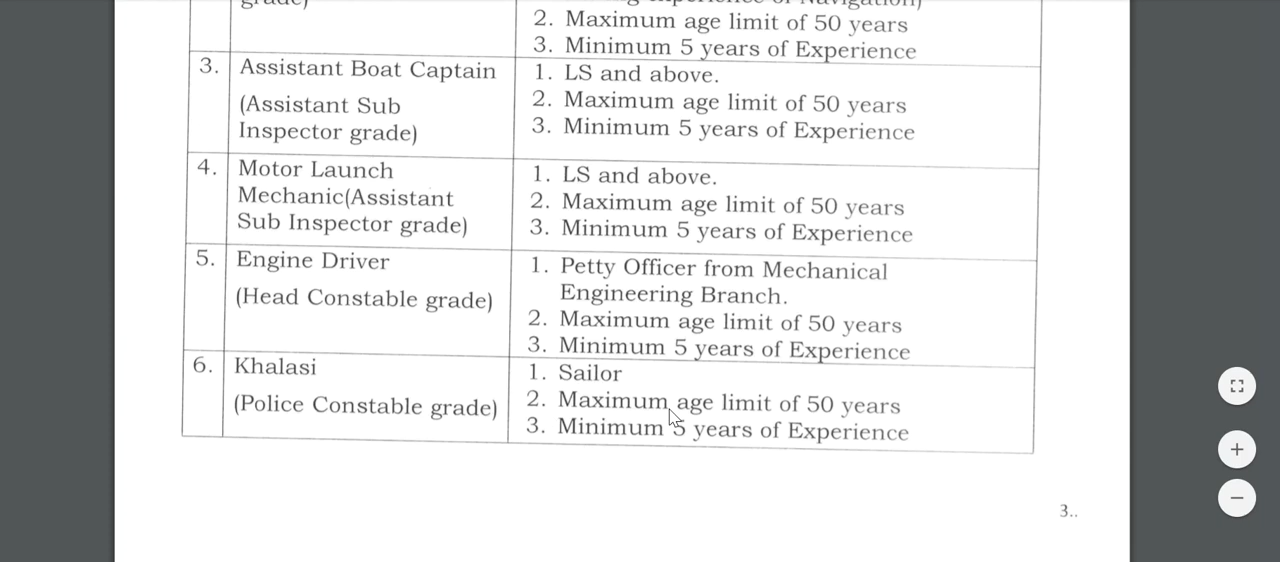 2. Maximum age limit of 50 years
3. Minimum 5 years of Experience
3. Assistant Boat Captain
(Assistant Sub
Inspector grade)
1. LS and above.
2. Maximum age limit of 50 years
3. Minimum 5 years of Experience
4. Motor Launch
Mechanic(Assistant
Sub Inspector grade)
1. LS and above.
2. Maximum age limit of 50 years
3. Minimum 5 years of Experience
5. Engine Driver
(Head Constable grade)
1. Petty Officer from Mechanical
Engineering Branch.
2. Maximum age limit of 50 years
3. Minimum 5 years of Experience
6. Khalasi
(Police Constable grade)
1. Sailor
2. Maximum age limit of 50 years
3. Minimum 5 years of Experience
3..